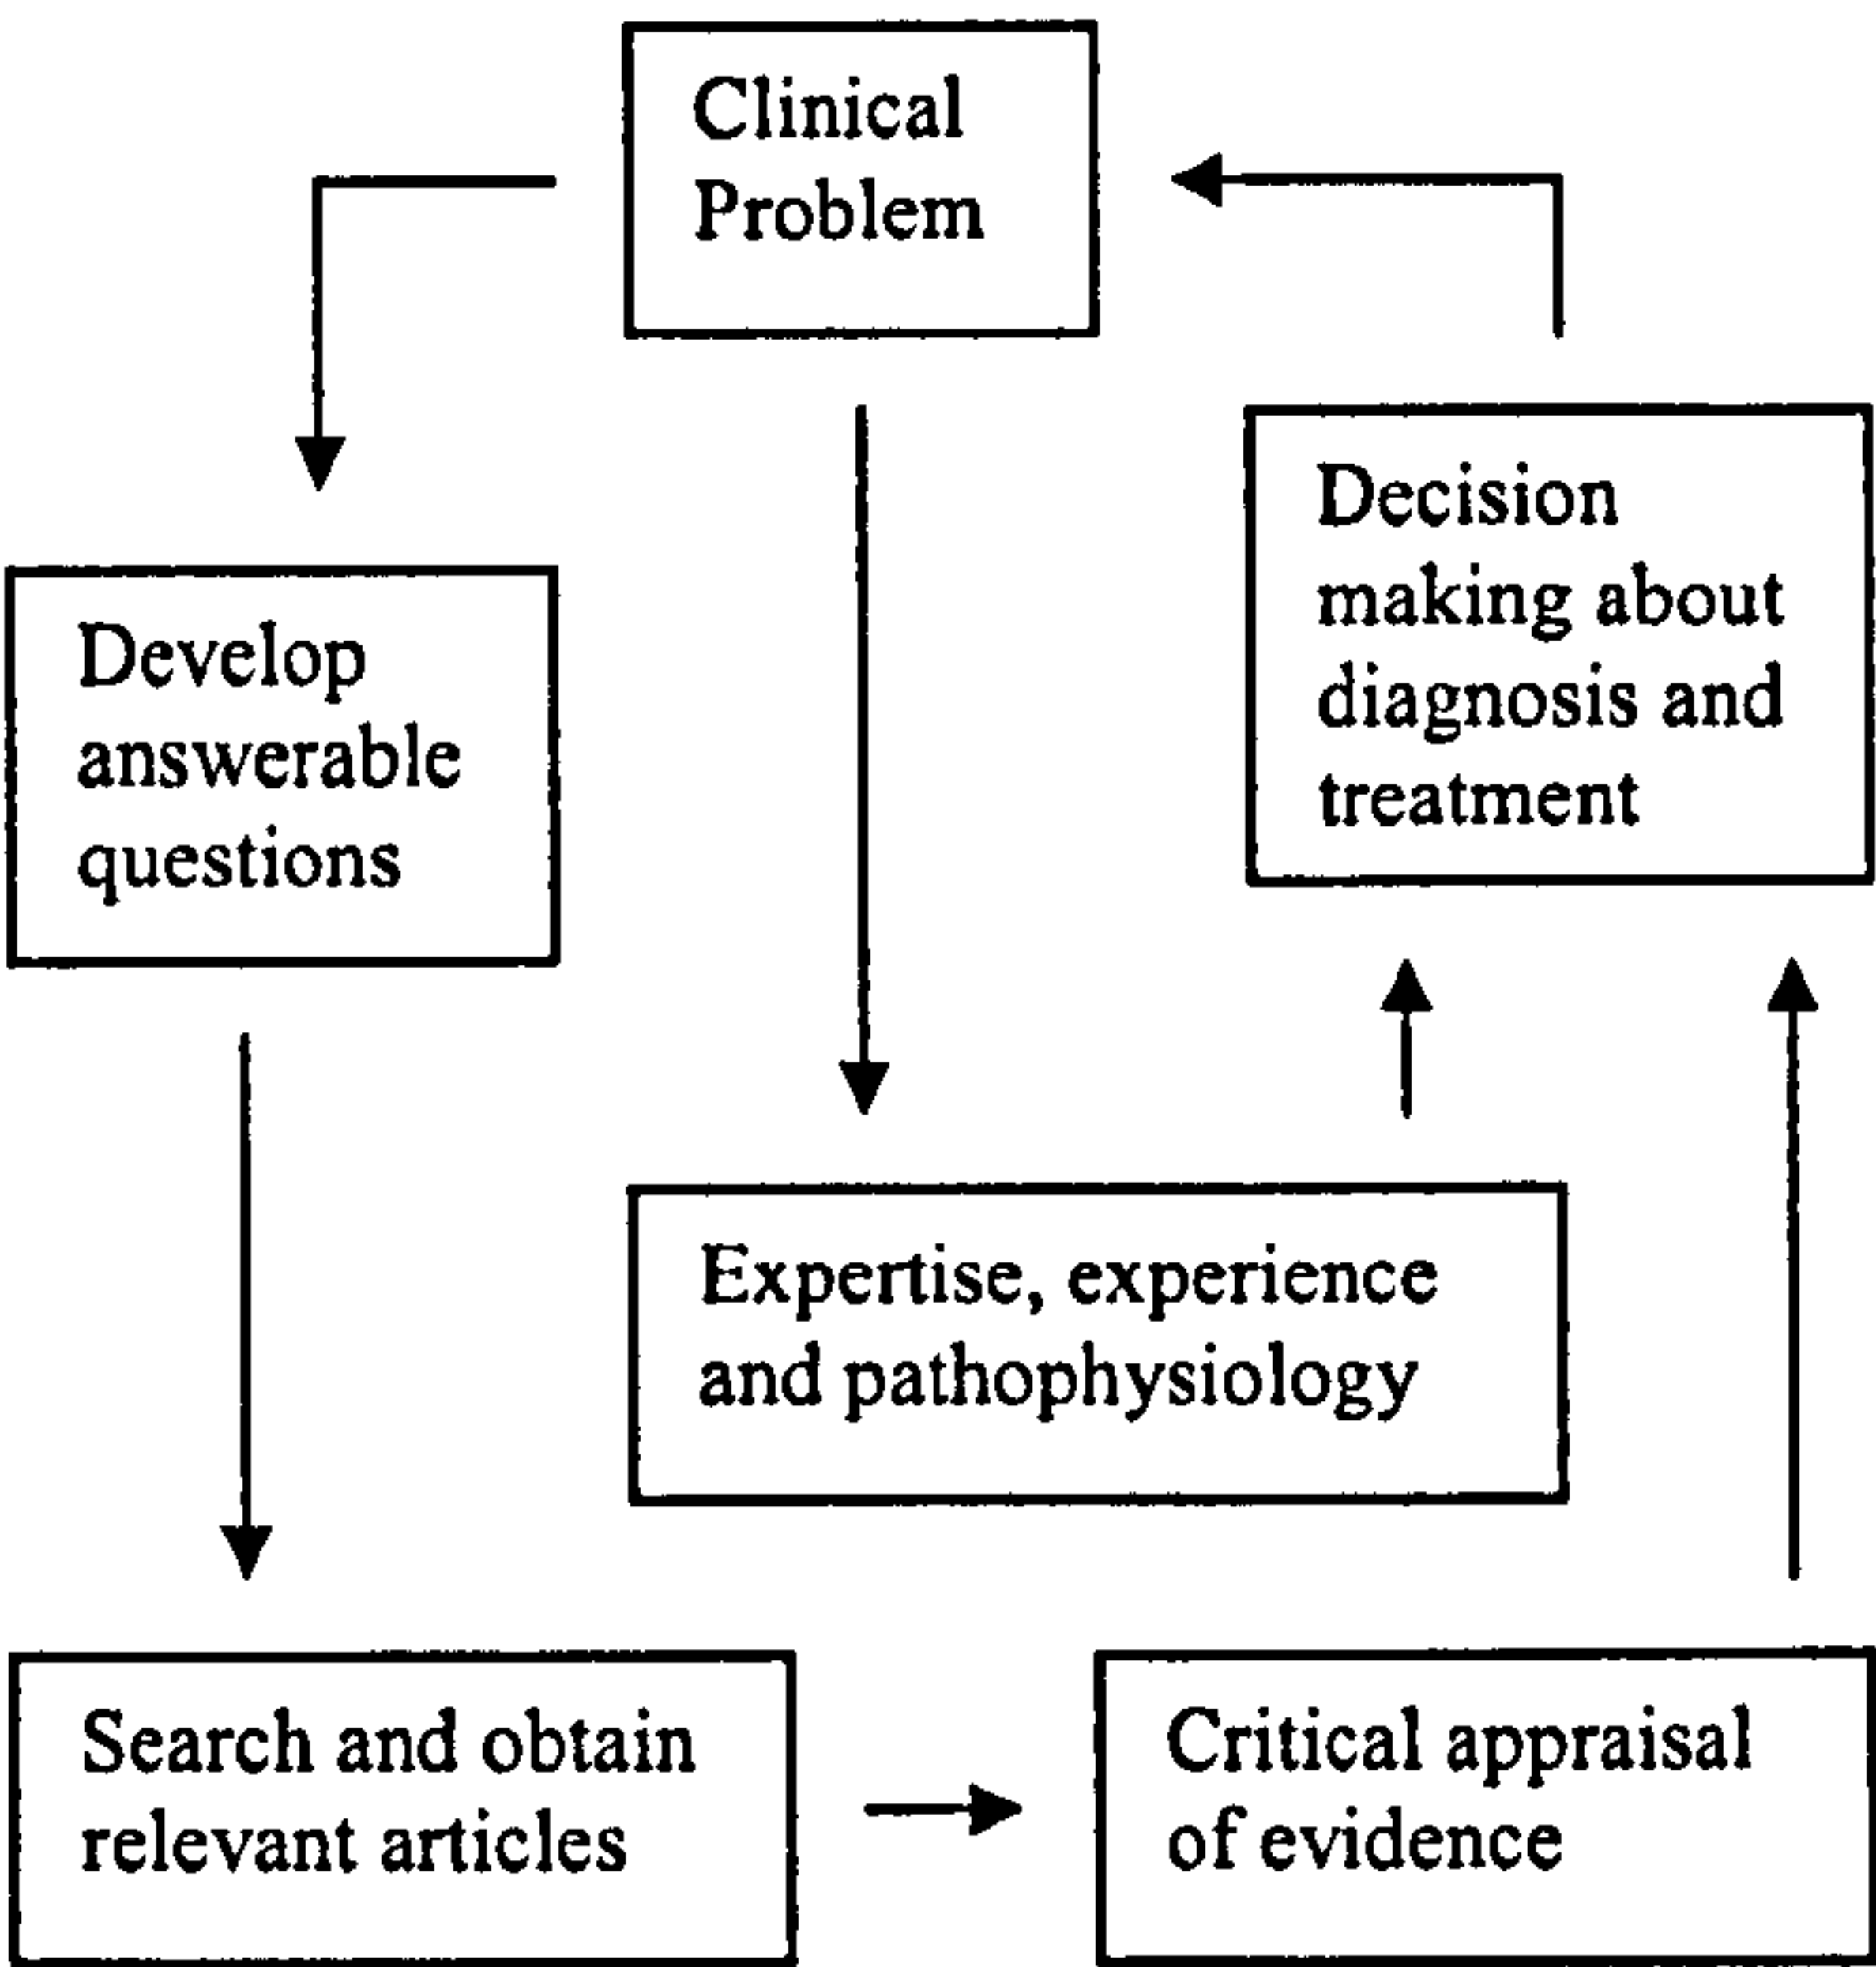 Clinical
Problem
Develop
answerable
questions
Decision
making about
diagnosis and
treatment
Expertise, experience
and pathophysiology
Search and obtain
relevant articles
Critical appraisal
of evidence